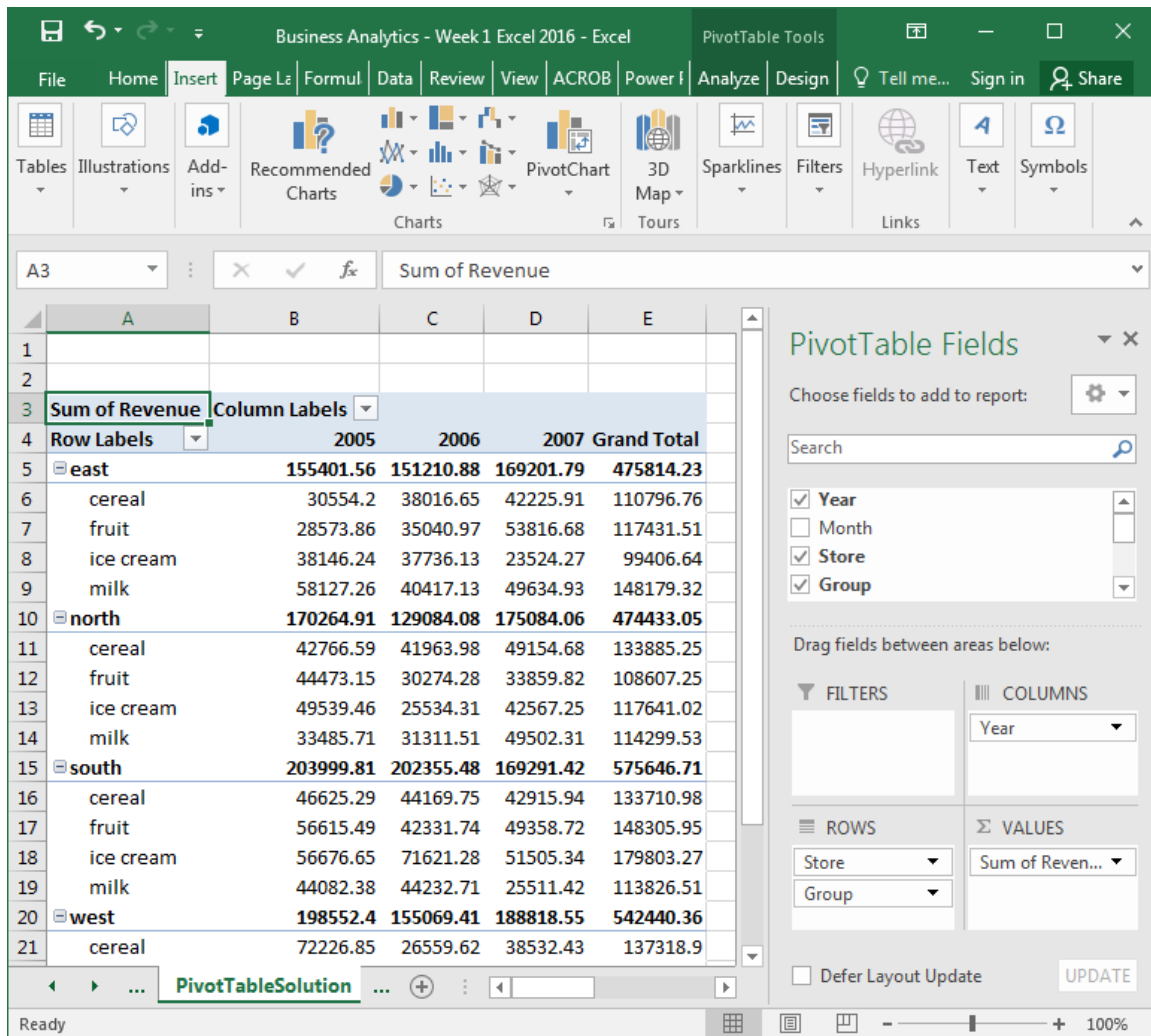 Business Analytics - Week 1 Excel 2016 - Excel
PivotTable Tools
File Home Insert Page La Formul Data Review View ACROB Power F Analyze Design Tell me... Sign in Share
Tables Illustrations Add-ins Recommended Charts PivotChart 3D Map Sparklines Filters Hyperlink Text Symbols
Charts Tours Links
A3 fx Sum of Revenue
A B C D E
1
2
3 Sum of Revenue Column Labels
4 Row Labels 2005 2006 2007 Grand Total
5 east 155401.56 151210.88 169201.79 475814.23
6 cereal 30554.2 38016.65 42225.91 110796.76
7 fruit 28573.86 35040.97 53816.68 117431.51
8 ice cream 38146.24 37736.13 23524.27 99406.64
9 milk 58127.26 40417.13 49634.93 148179.32
10 north 170264.91 129084.08 175084.06 474433.05
11 cereal 42766.59 41963.98 49154.68 133885.25
12 fruit 44473.15 30274.28 33859.82 108607.25
13 ice cream 49539.46 25534.31 42567.25 117641.02
14 milk 33485.71 31311.51 49502.31 114299.53
15 south 203999.81 202355.48 169291.42 575646.71
16 cereal 46625.29 44169.75 42915.94 133710.98
17 fruit 56615.49 42331.74 49358.72 148305.95
18 ice cream 56676.65 71621.28 51505.34 179803.27
19 milk 44082.38 44232.71 25511.42 113826.51
20 west 198552.4 155069.41 188818.55 542440.36
21 cereal 72226.85 26559.62 38532.43 137318.9
... PivotTableSolution ...
PivotTable Fields
Choose fields to add to report:
Search
Year
Month
Store
Group
Drag fields between areas below:
FILTERS
COLUMNS
Year
ROWS
Store
Group
Σ VALUES
Sum of Reven...
Defer Layout Update
UPDATE
Ready
100%